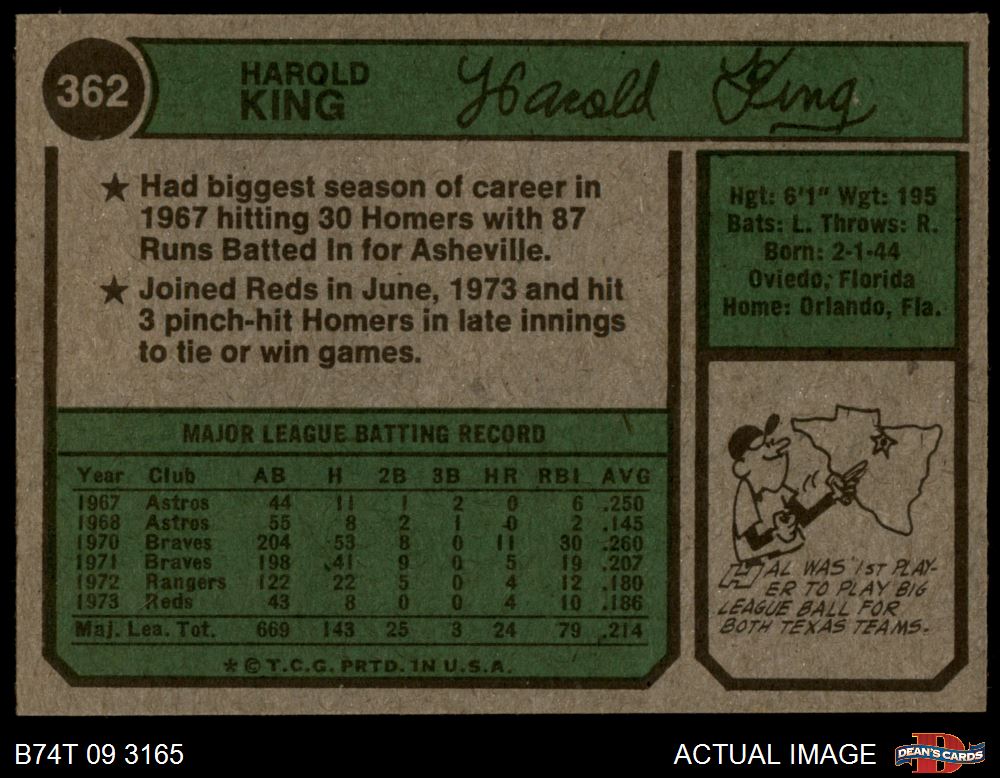 362
HAROLD
KING
Harold King
★ Had biggest season of career in
1967 hitting 30 Homers with 87
Runs Batted In for Asheville.
★ Joined Reds in June, 1973 and hit
3 pinch-hit Homers in late innings
to tie or win games.
Hgt: 6'1" Wgt: 195
Bats: L. Throws: R.
Born: 2-1-44
Oviedo, Florida
Home: Orlando, Fla.
MAJOR LEAGUE BATTING RECORD
Year Club AB H 2B 3B HR RBI AVG
1967 Astros 44 11 1 2 0 6 .250
1968 Astros 55 8 2 1 0 2 .145
1970 Braves 204 53 8 0 11 30 .260
1971 Braves 198 41 9 0 5 19 .207
1972 Rangers 122 22 5 0 4 12 .180
1973 Reds 43 8 0 0 4 10 .186
Maj. Lea. Tot. 669 143 25 3 24 79 .214
* © T.C.G. PRTD. IN U.S.A.
HAL WAS 1ST PLAY-
ER TO PLAY BIG
LEAGUE BALL FOR
BOTH TEXAS TEAMS.
B74T 09 3165
ACTUAL IMAGE
DEAN'S CARDS